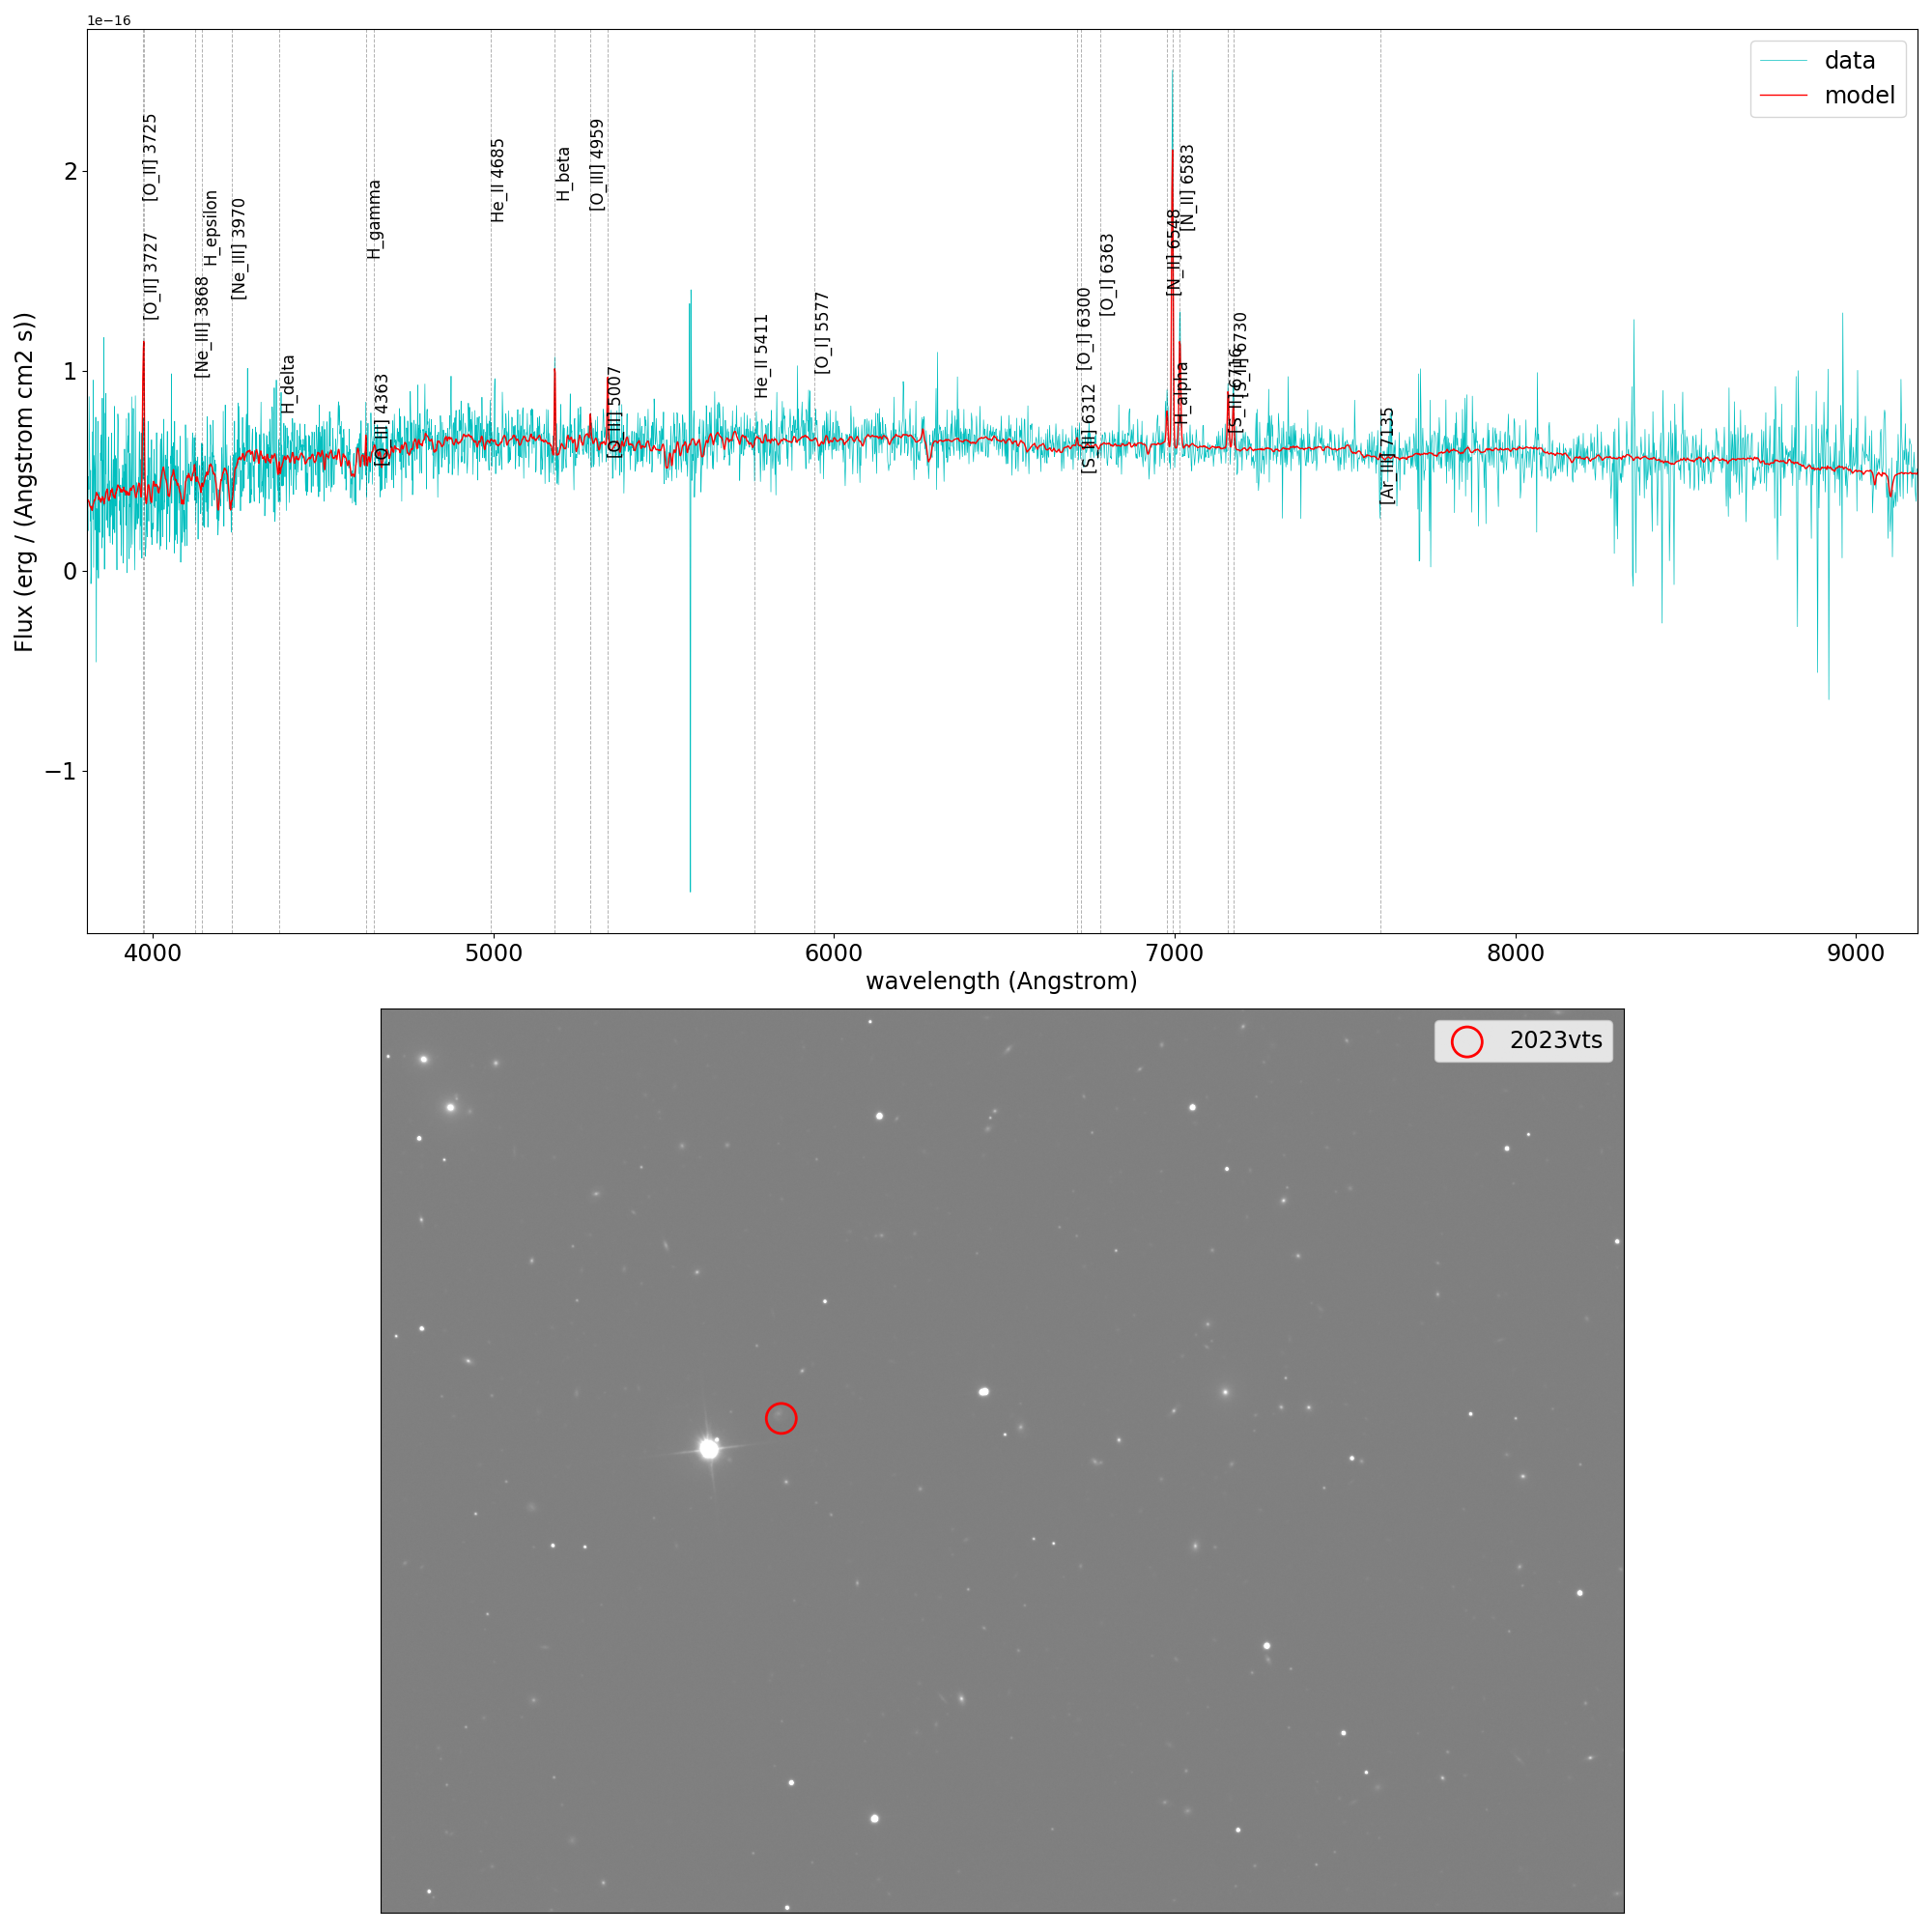 1e−16
data
model
[O_II] 3725
[O_II] 3727
[Ne_III] 3868
H_epsilon
[Ne_III] 3970
H_delta
H_gamma
[O_III] 4363
He_II 4685
H_beta
[O_III] 4959
[O_III] 5007
He_II 5411
[O_I] 5577
[O_I] 6300
[S_III] 6312
[O_I] 6363
[N_II] 6548
H_alpha
[N_II] 6583
[S_II] 6716
[S_II] 6730
[Ar_III] 7135
2
1
0
−1
Flux (erg / (Angstrom cm2 s))
4000 5000 6000 7000 8000 9000
wavelength (Angstrom)
2023vts